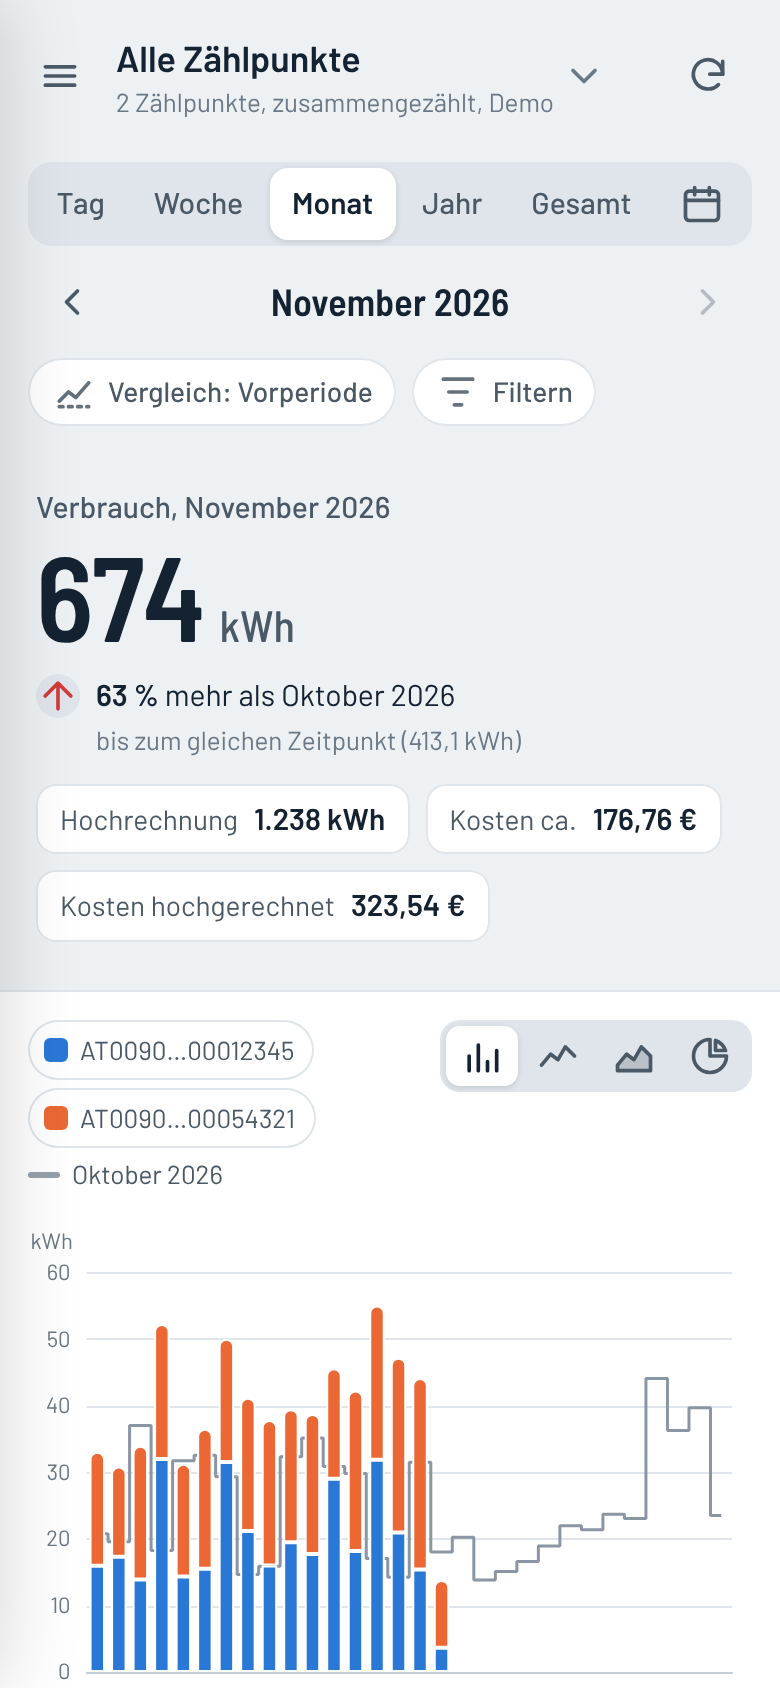 Alle Zählpunkte
2 Zählpunkte, zusammengezählt, Demo
Tag Woche Monat Jahr Gesamt
November 2026
Vergleich: Vorperiode Filtern
Verbrauch, November 2026
674 kWh
63 % mehr als Oktober 2026
bis zum gleichen Zeitpunkt (413,1 kWh)
Hochrechnung 1.238 kWh Kosten ca. 176,76 €
Kosten hochgerechnet 323,54 €
AT0090...00012345
AT0090...00054321
Oktober 2026
kWh
60
50
40
30
20
10
0